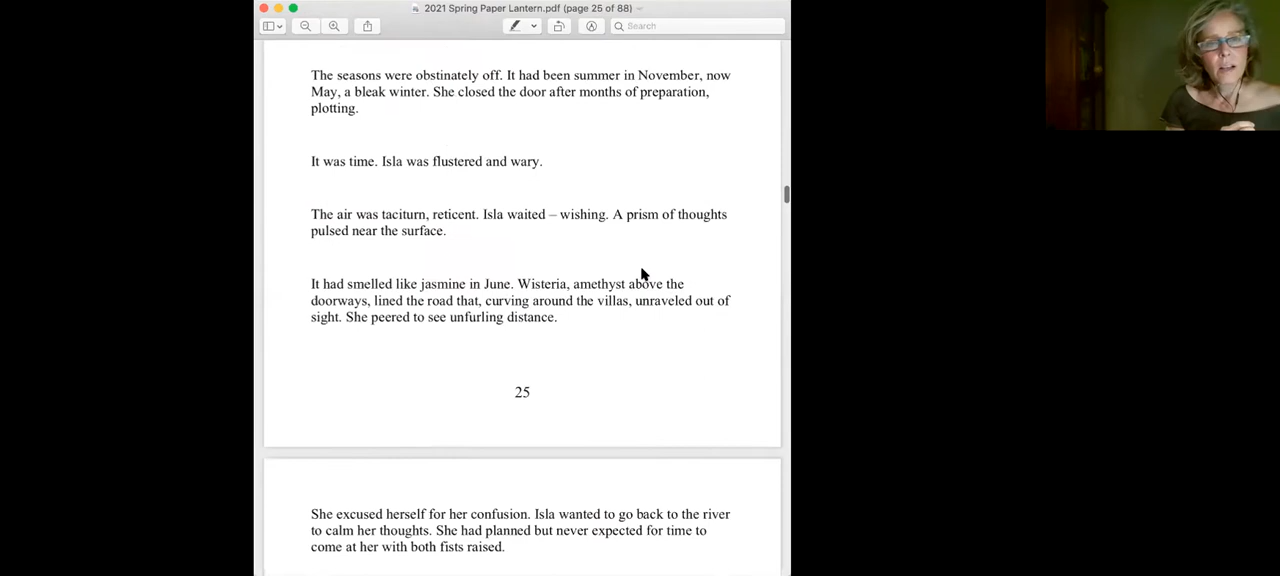 2021 Spring Paper Lantern.pdf (page 25 of 88)
Search
The seasons were obstinately off. It had been summer in November, now
May, a bleak winter. She closed the door after months of preparation,
plotting.
It was time. Isla was flustered and wary.
The air was taciturn, reticent. Isla waited – wishing. A prism of thoughts
pulsed near the surface.
It had smelled like jasmine in June. Wisteria, amethyst above the
doorways, lined the road that, curving around the villas, unraveled out of
sight. She peered to see unfurling distance.
25
She excused herself for her confusion. Isla wanted to go back to the river
to calm her thoughts. She had planned but never expected for time to
come at her with both fists raised.